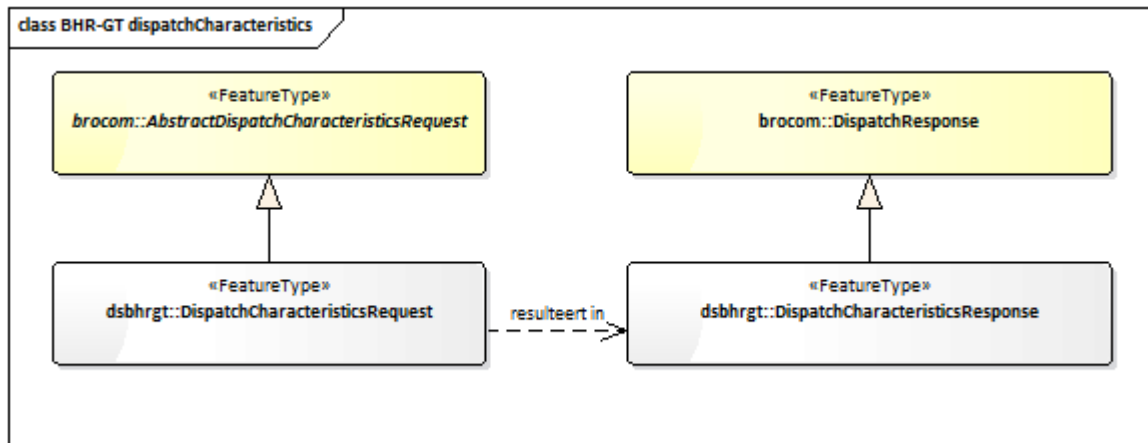 class BHR-GT dispatchCharacteristics
«FeatureType»
brocom::AbstractDispatchCharacteristicsRequest
«FeatureType»
brocom::DispatchResponse
«FeatureType»
dsbhrgt::DispatchCharacteristicsRequest
resulteert in
«FeatureType»
dsbhrgt::DispatchCharacteristicsResponse